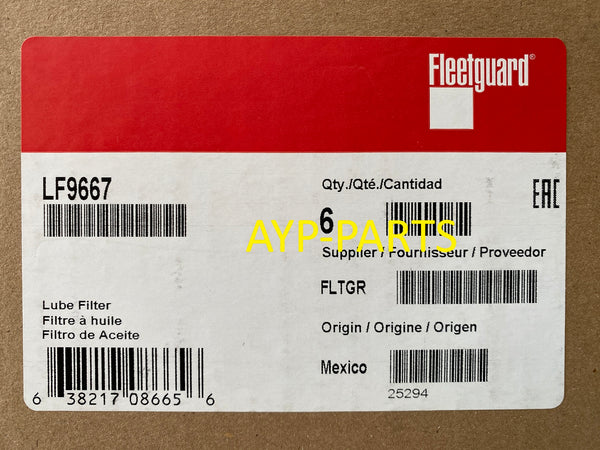 Fleetguard®
LF9667
Qty./Qté./Cantidad
EAC
6
AYP-PARTS
Supplier / Fournisseur / Proveedor
FLTGR
Lube Filter
Filtre à huile
Filtro de Aceite
Origin / Origine / Origen
Mexico
25294
6 38217 08665 6